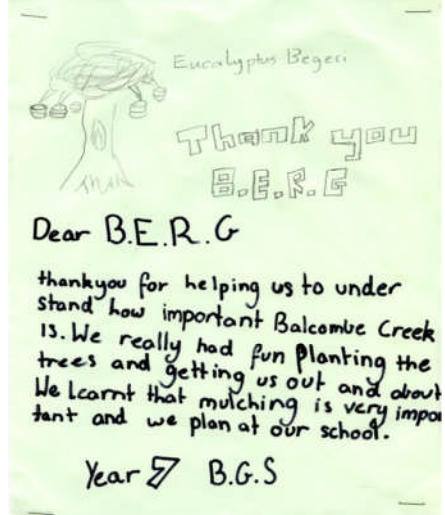 Eucalyptus Begeri
Thank you
B.E.R.G
Dear B.E.R.G
thankyou for helping us to under
stand how important Balcombe Creek
is. We really had fun Planting the
trees and getting us out and about
We learnt that mulching is very impor
tant and we plan at our school.
Year 7 B.G.S